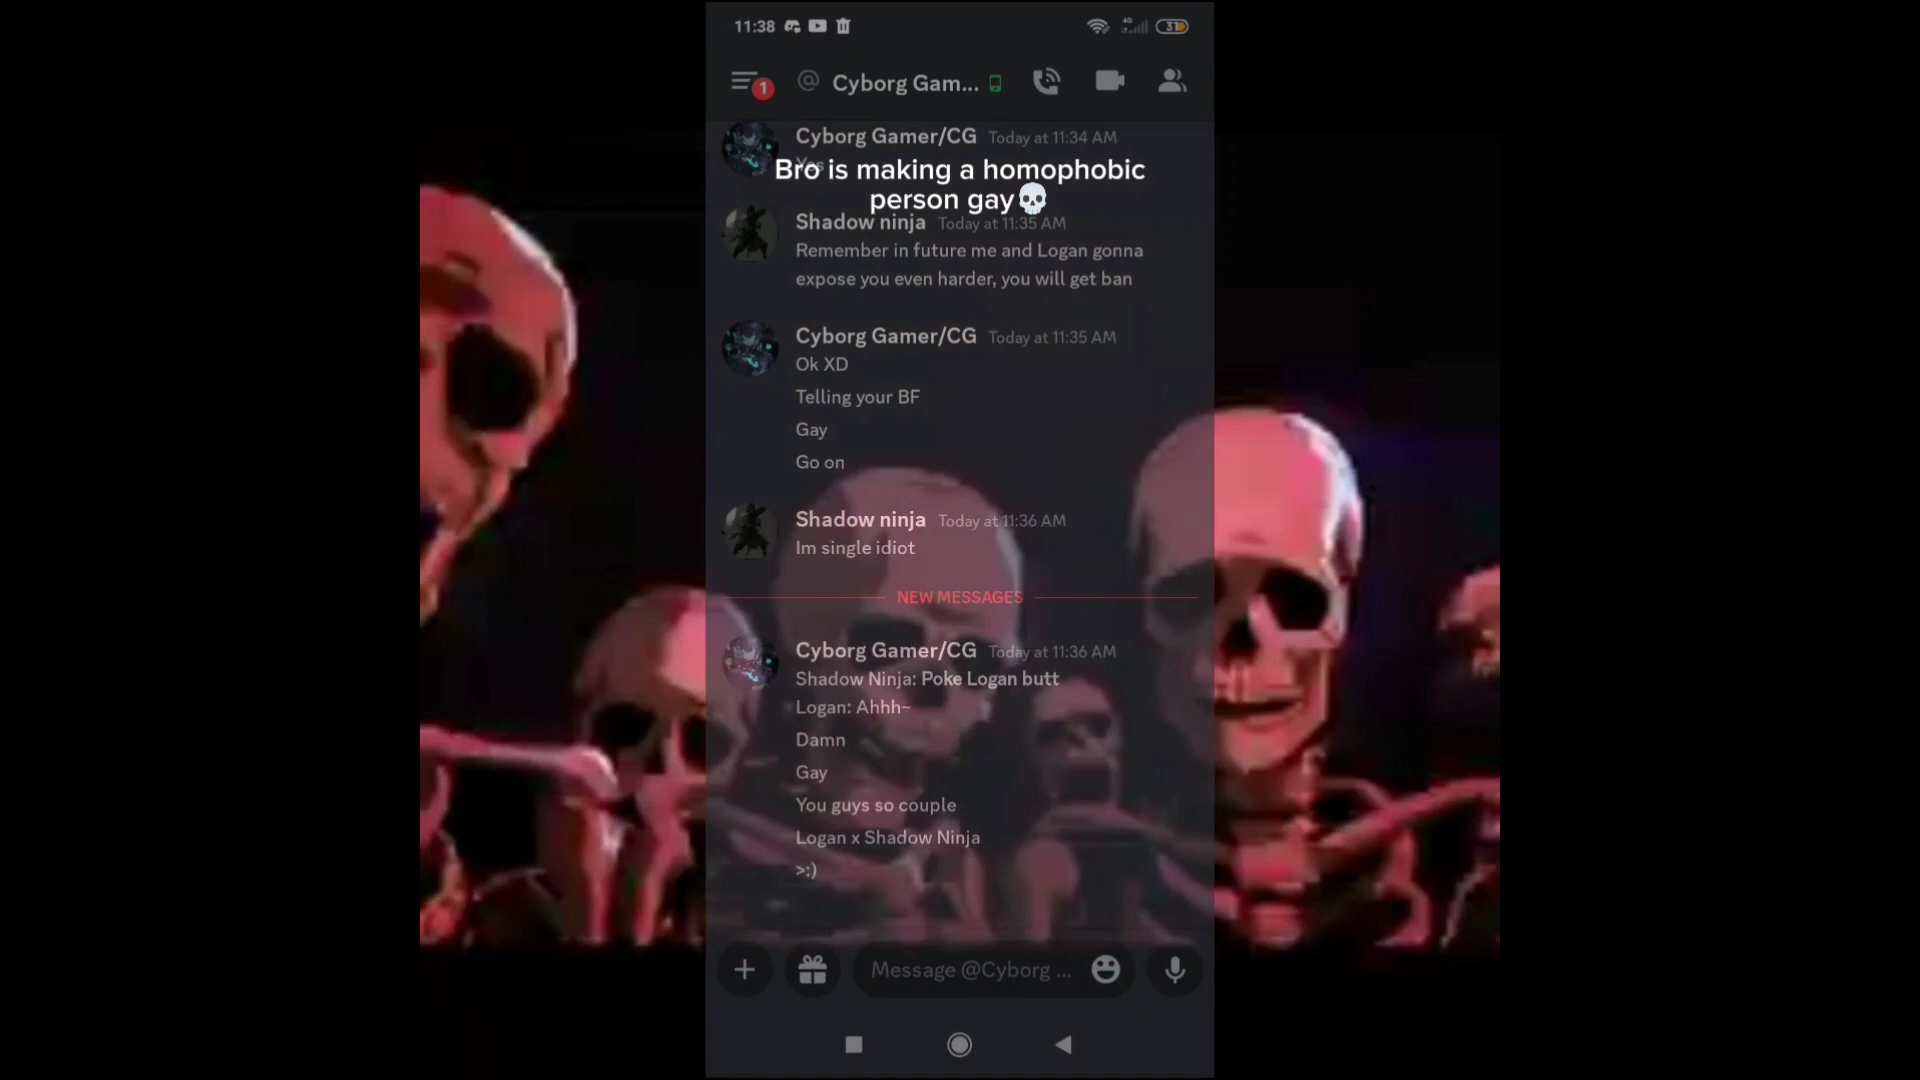 11:38
4G
31
1
@ Cyborg Gam...
Cyborg Gamer/CG Today at 11:34 AM
Yes
Bro is making a homophobic
person gay💀
Shadow ninja Today at 11:35 AM
Remember in future me and Logan gonna
expose you even harder, you will get ban
Cyborg Gamer/CG Today at 11:35 AM
Ok XD
Telling your BF
Gay
Go on
Shadow ninja Today at 11:36 AM
Im single idiot
NEW MESSAGES
Cyborg Gamer/CG Today at 11:36 AM
Shadow Ninja: Poke Logan butt
Logan: Ahhh~
Damn
Gay
You guys so couple
Logan x Shadow Ninja
>:)
Message @Cyborg ...